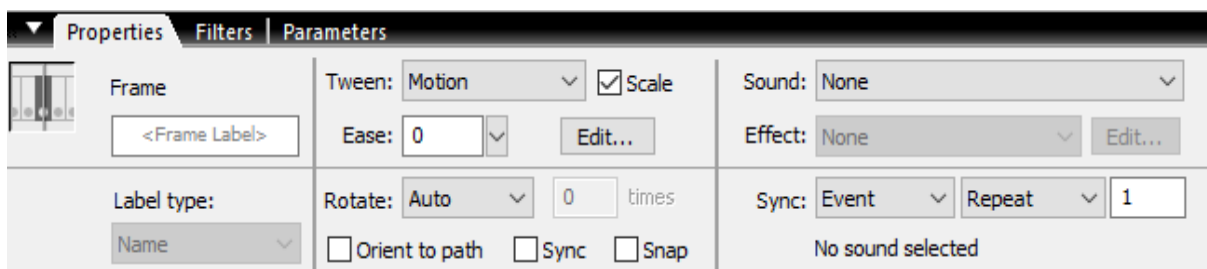 Properties Filters | Parameters
Frame Tween: Motion Scale Sound: None
<Frame Label> Ease: 0 Edit... Effect: None Edit...
Label type: Rotate: Auto 0 times Sync: Event Repeat 1
Name Orient to path Sync Snap No sound selected